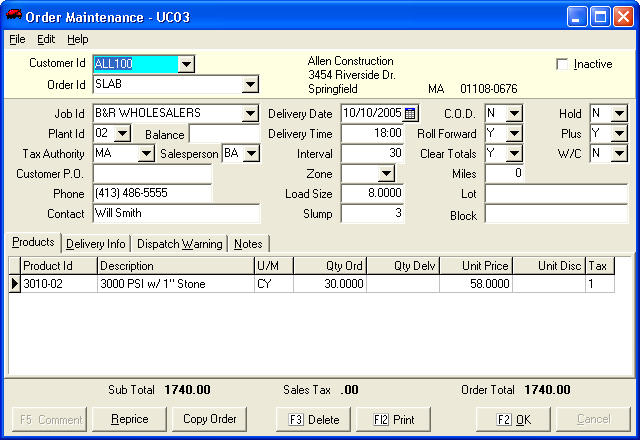 Order Maintenance - UC03
File Edit Help
Customer Id ALL100 Allen Construction Inactive
3454 Riverside Dr.
Order Id SLAB Springfield MA 01108-0676
Job Id B&R WHOLESALERS Delivery Date 10/10/2005 C.O.D. N Hold N
Plant Id 02 Balance Delivery Time 18:00 Roll Forward Y Plus Y
Tax Authority MA Salesperson BA Interval 30 Clear Totals Y W/C N
Customer P.O. Zone Miles 0
Phone (413) 486-5555 Load Size 8.0000 Lot
Contact Will Smith Slump 3 Block
Products Delivery Info Dispatch Warning Notes
Product Id Description U/M Qty Ord Qty Delv Unit Price Unit Disc Tax
3010-02 3000 PSI w/ 1" Stone CY 30.0000 58.0000 1
Sub Total 1740.00 Sales Tax .00 Order Total 1740.00
F5 Comment Reprice Copy Order F3 Delete F12 Print F2 OK Cancel